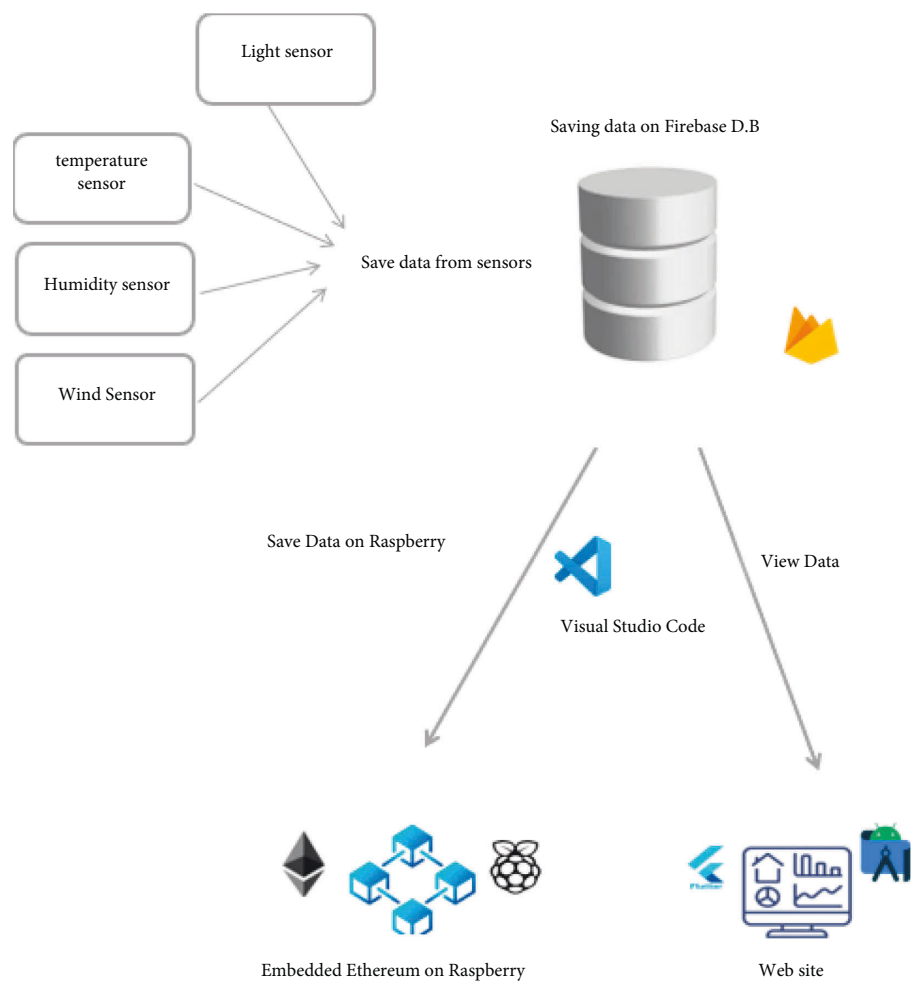 Light sensor
Saving data on Firebase D.B
temperature
sensor
Save data from sensors
Humidity sensor
Wind Sensor
Save Data on Raspberry
View Data
Visual Studio Code
Flutter
Embedded Ethereum on Raspberry
Web site